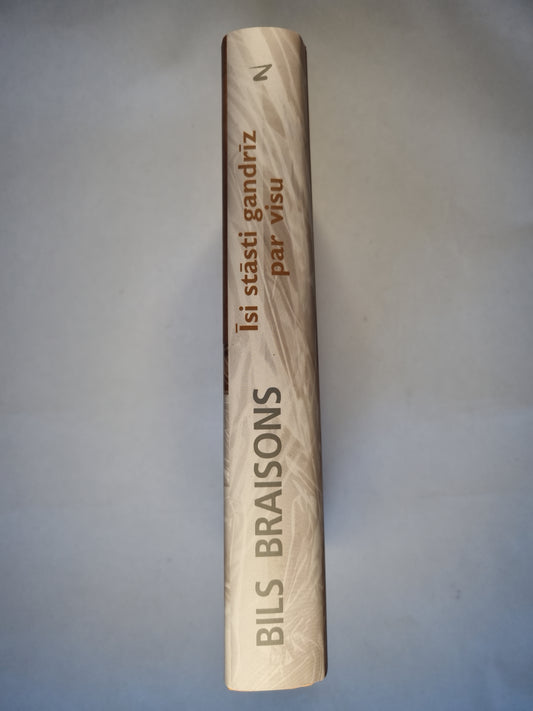 BILS BRAISONS
Īsi stāsti gandrīz
par visu
N